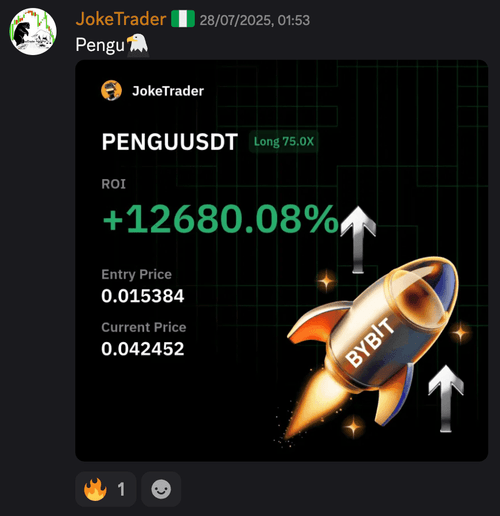 JokeTrader 🇳🇬 28/07/2025, 01:53
Pengu🦅
JokeTrader
PENGUUSDT Long 75.0X
ROI
+12680.08%
Entry Price
0.015384
Current Price
0.042452
BYBIT
🔥 1